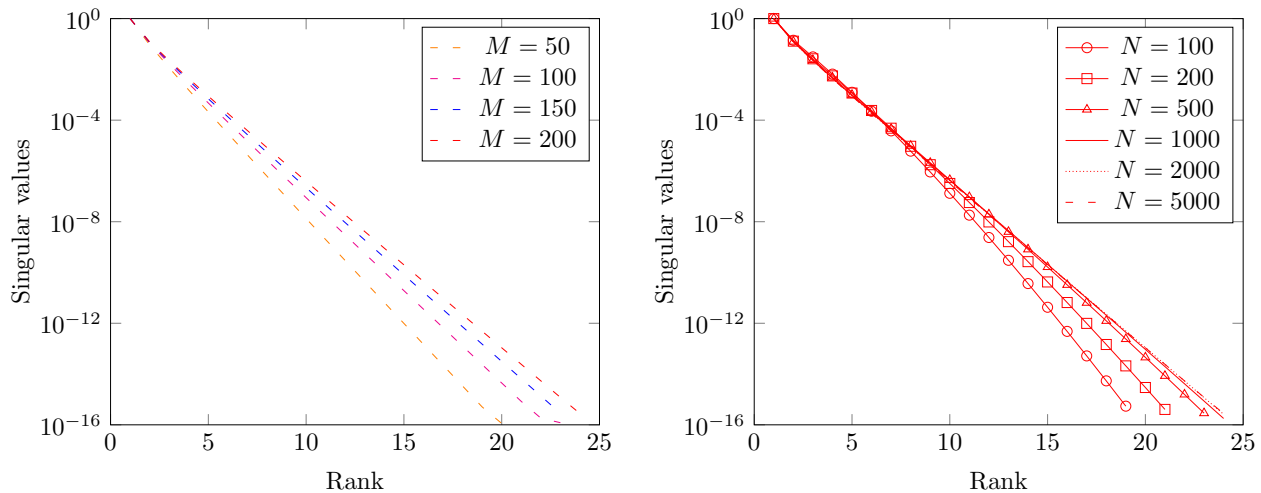 10^0
10^−4
10^−8
10^−12
10^−16
Singular values
0 5 10 15 20 25
Rank
M = 50
M = 100
M = 150
M = 200
10^0
10^−4
10^−8
10^−12
10^−16
Singular values
0 5 10 15 20 25
Rank
N = 100
N = 200
N = 500
N = 1000
N = 2000
N = 5000